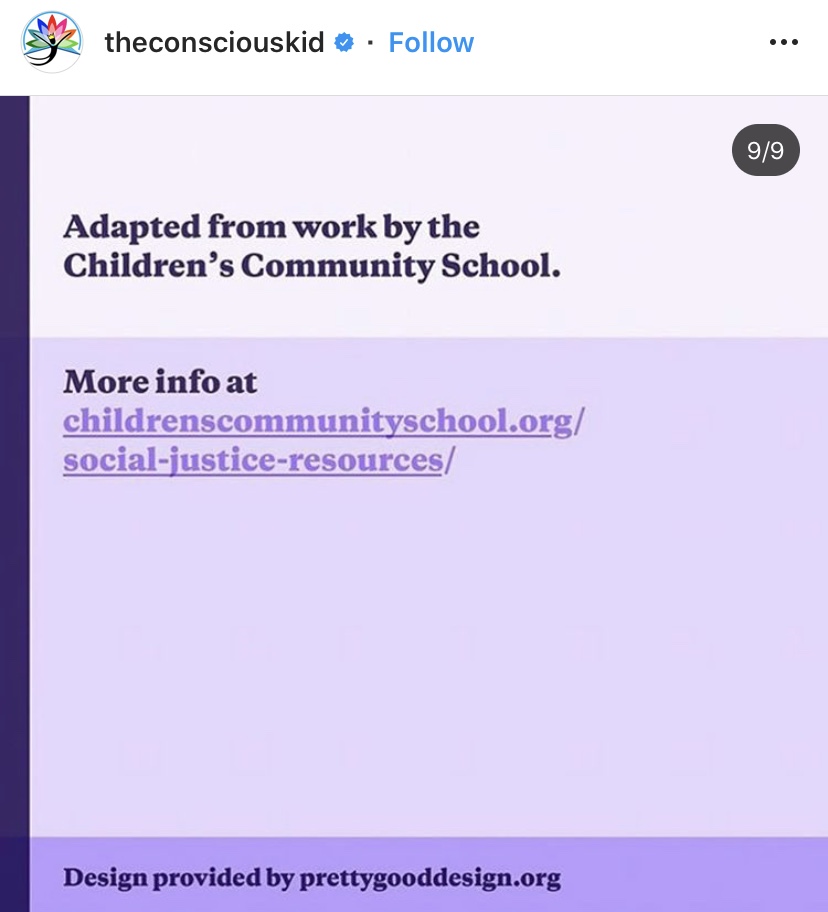 theconsciouskid · Follow
9/9
Adapted from work by the
Children’s Community School.
More info at
childrenscommunityschool.org/
social-justice-resources/
Design provided by prettygooddesign.org